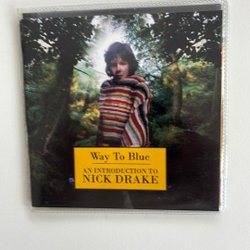 Way To Blue
AN INTRODUCTION TO
NICK DRAKE